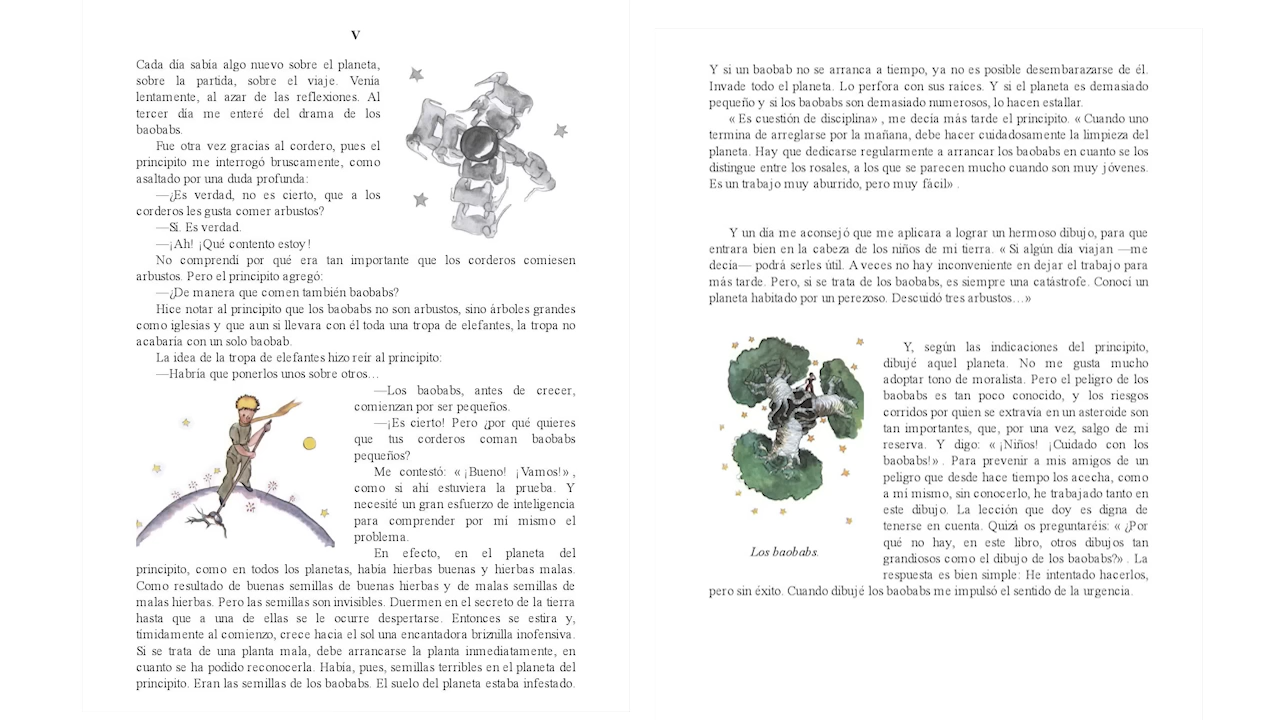 V
Cada día sabía algo nuevo sobre el planeta,
sobre la partida, sobre el viaje. Venía
lentamente, al azar de las reflexiones. Al
tercer día me enteré del drama de los
baobabs.
Fue otra vez gracias al cordero, pues el
principito me interrogó bruscamente, como
asaltado por una duda profunda:
—¿Es verdad, no es cierto, que a los
corderos les gusta comer arbustos?
—Sí. Es verdad.
—¡Ah! ¡Qué contento estoy!
No comprendí por qué era tan importante que los corderos comiesen
arbustos. Pero el principito agregó:
—¿De manera que comen también baobabs?
Hice notar al principito que los baobabs no son arbustos, sino árboles grandes
como iglesias y que aun si llevara con él toda una tropa de elefantes, la tropa no
acabaría con un solo baobab.
La idea de la tropa de elefantes hizo reír al principito:
—Habría que ponerlos unos sobre otros…
—Los baobabs, antes de crecer,
comienzan por ser pequeños.
—¡Es cierto! Pero ¿por qué quieres
que tus corderos coman baobabs
pequeños?
Me contestó: «¡Bueno! ¡Vamos!»,
como si ahí estuviera la prueba. Y
necesité un gran esfuerzo de inteligencia
para comprender por mí mismo el
problema.
En efecto, en el planeta del
principito, como en todos los planetas, había hierbas buenas y hierbas malas.
Como resultado de buenas semillas de buenas hierbas y de malas semillas de
malas hierbas. Pero las semillas son invisibles. Duermen en el secreto de la tierra
hasta que a una de ellas se le ocurre despertarse. Entonces se estira y,
tímidamente al comienzo, crece hacia el sol una encantadora briznilla inofensiva.
Si se trata de una planta mala, debe arrancarse la planta inmediatamente, en
cuanto se ha podido reconocerla. Había, pues, semillas terribles en el planeta del
principito. Eran las semillas de los baobabs. El suelo del planeta estaba infestado.
Y si un baobab no se arranca a tiempo, ya no es posible desembarazarse de él.
Invade todo el planeta. Lo perfora con sus raíces. Y si el planeta es demasiado
pequeño y si los baobabs son demasiado numerosos, lo hacen estallar.
«Es cuestión de disciplina», me decía más tarde el principito. «Cuando uno
termina de arreglarse por la mañana, debe hacer cuidadosamente la limpieza del
planeta. Hay que dedicarse regularmente a arrancar los baobabs en cuanto se los
distingue entre los rosales, a los que se parecen mucho cuando son muy jóvenes.
Es un trabajo muy aburrido, pero muy fácil».
Y un día me aconsejó que me aplicara a lograr un hermoso dibujo, para que
entrara bien en la cabeza de los niños de mi tierra. «Si algún día viajan —me
decía— podrá serles útil. A veces no hay inconveniente en dejar el trabajo para
más tarde. Pero, si se trata de los baobabs, es siempre una catástrofe. Conocí un
planeta habitado por un perezoso. Descuidó tres arbustos…»
Y, según las indicaciones del principito,
dibujé aquel planeta. No me gusta mucho
adoptar tono de moralista. Pero el peligro de los
baobabs es tan poco conocido, y los riesgos
corridos por quien se extravía en un asteroide son
tan importantes, que, por una vez, salgo de mi
reserva. Y digo: «¡Niños! ¡Cuidado con los
baobabs!». Para prevenir a mis amigos de un
peligro que desde hace tiempo los acecha, como
a mí mismo, sin conocerlo, he trabajado tanto en
este dibujo. La lección que doy es digna de
tenerse en cuenta. Quizá os preguntaréis: «¿Por
qué no hay, en este libro, otros dibujos tan
grandiosos como el dibujo de los baobabs?». La
respuesta es bien simple: He intentado hacerlos,
pero sin éxito. Cuando dibujé los baobabs me impulsó el sentido de la urgencia.
Los baobabs.